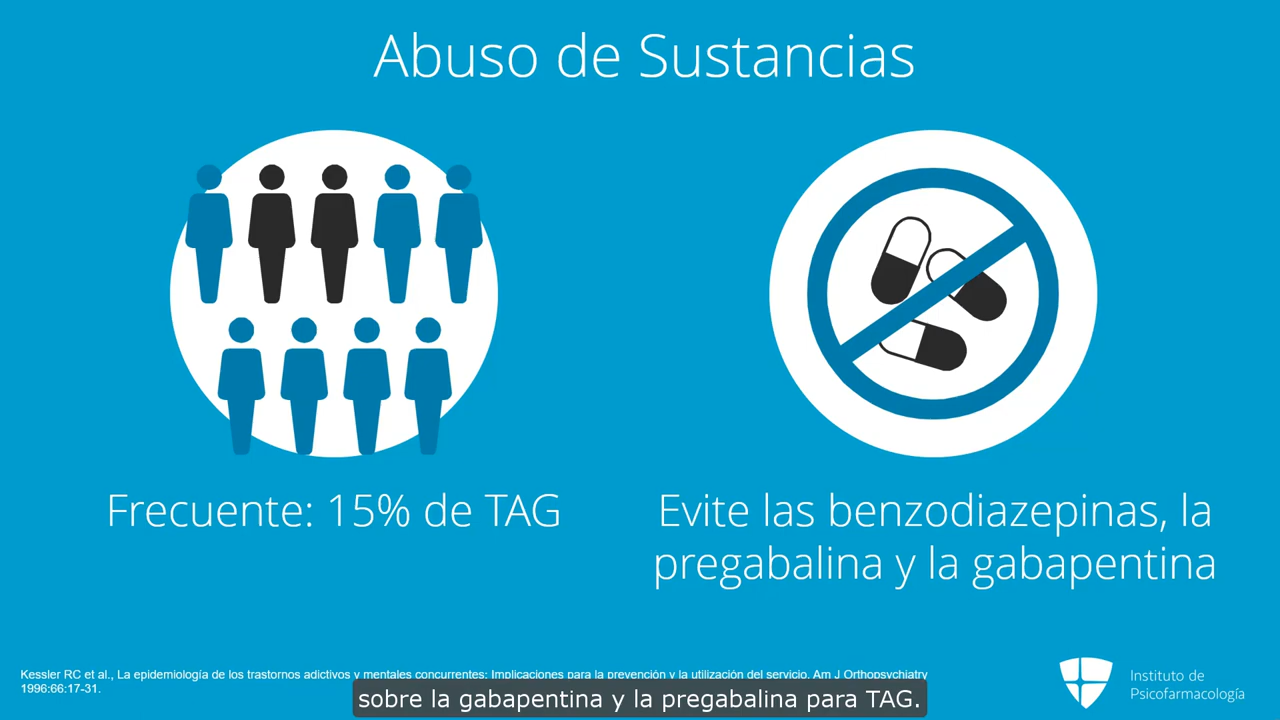 Abuso de Sustancias
Frecuente: 15% de TAG
Evite las benzodiazepinas, la
pregabalina y la gabapentina
Kessler RC et al., La epidemiología de los trastornos adictivos y mentales concurrentes: Implicaciones para la prevención y la utilización del servicio. Am J Orthopsychiatry
1996:66:17-31.
sobre la gabapentina y la pregabalina para TAG.
Instituto de
Psicofarmacología